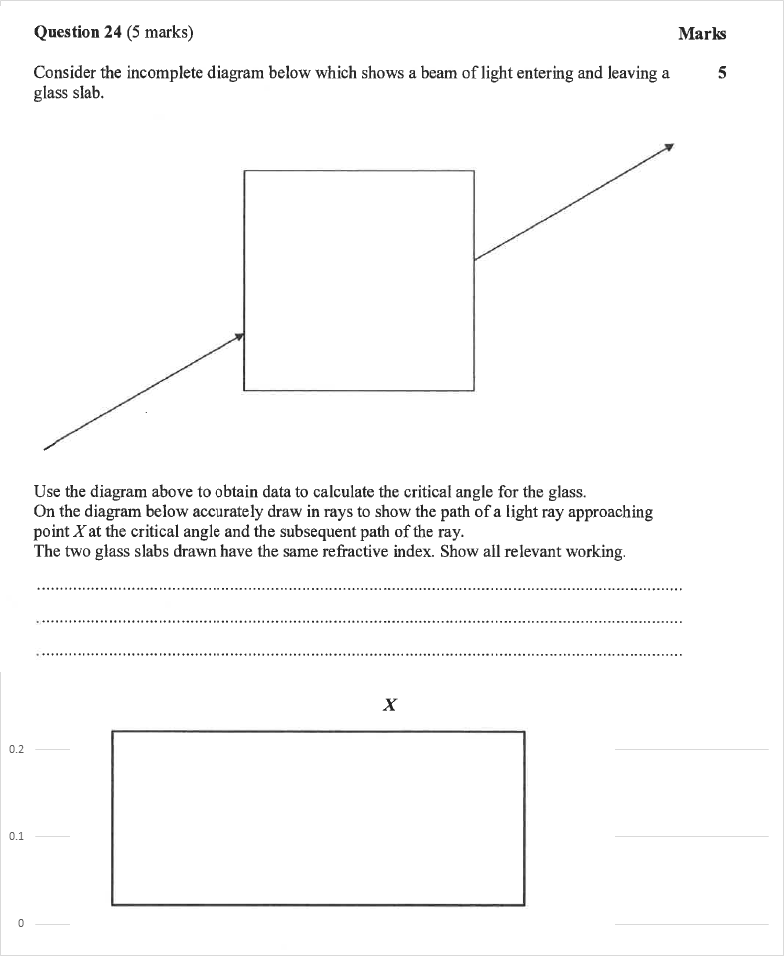 Question 24 (5 marks)
Marks
Consider the incomplete diagram below which shows a beam of light entering and leaving a
5
glass slab.
Use the diagram above to obtain data to calculate the critical angle for the glass.
On the diagram below accurately draw in rays to show the path of a light ray approaching
point X at the critical angle and the subsequent path of the ray.
The two glass slabs drawn have the same refractive index. Show all relevant working.
X
0.2
0.1
0